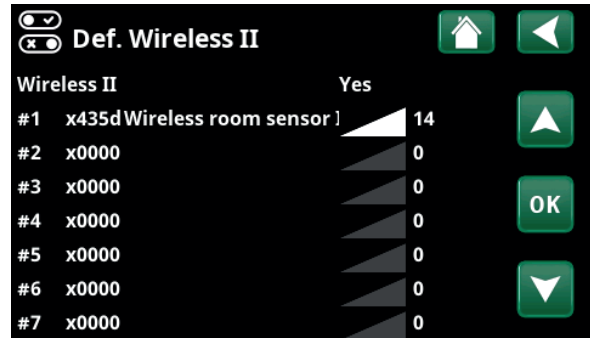 Def. Wireless II
Wireless II Yes
#1 x435d Wireless room sensor 14
#2 x0000 0
#3 x0000 0
OK
#4 x0000 0
#5 x0000 0
#6 x0000 0
#7 x0000 0